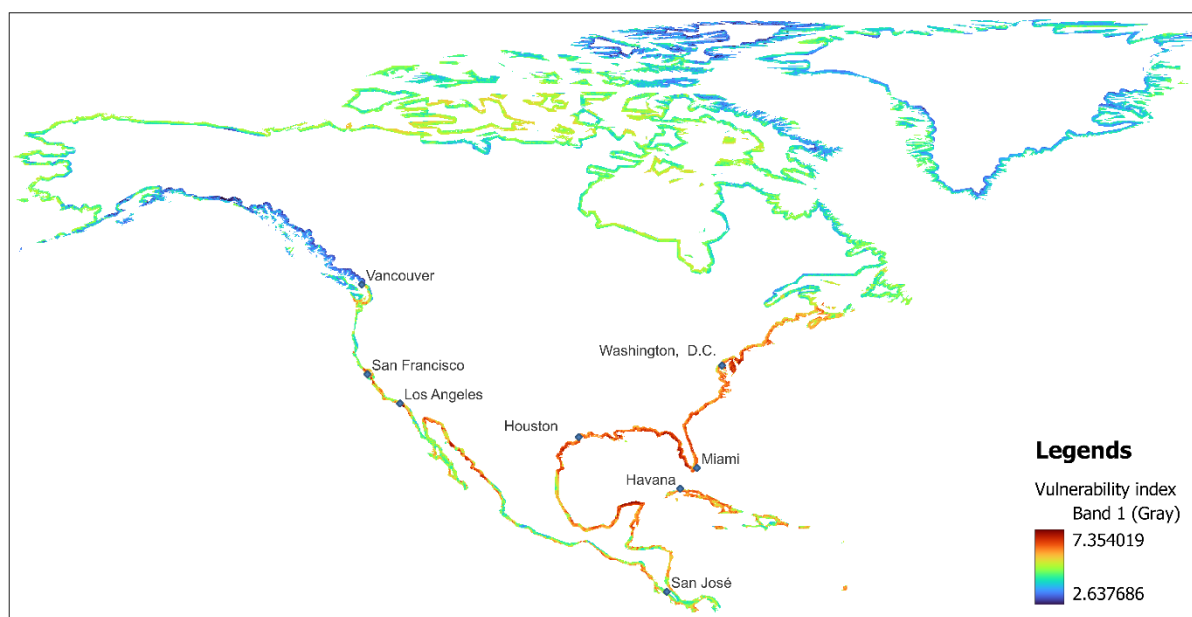 Vancouver
San Francisco
Los Angeles
Washington, D.C.
Houston
Miami
Havana
San José
Legends
Vulnerability index
Band 1 (Gray)
7.354019
2.637686